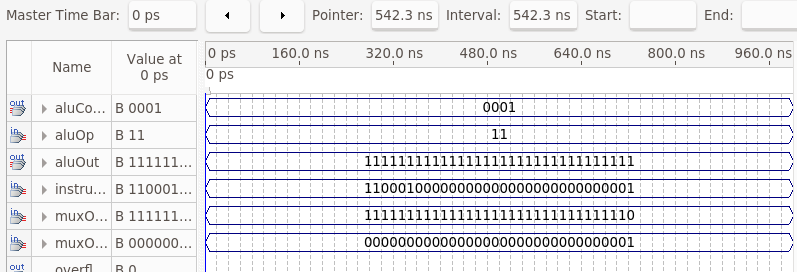 Master Time Bar: 0 ps Pointer: 542.3 ns Interval: 542.3 ns Start: End:
Name Value at 0 ps 0 ps 160.0 ns 320.0 ns 480.0 ns 640.0 ns 800.0 ns 960.0 ns
0 ps
out aluCo... B 0001 0001
in aluOp B 11 11
out aluOut B 111111... 11111111111111111111111111111111
in instru... B 110001... 11000100000000000000000000000001
in muxO... B 111111... 11111111111111111111111111111110
in muxO... B 000000... 00000000000000000000000000000001
out overfl B 0